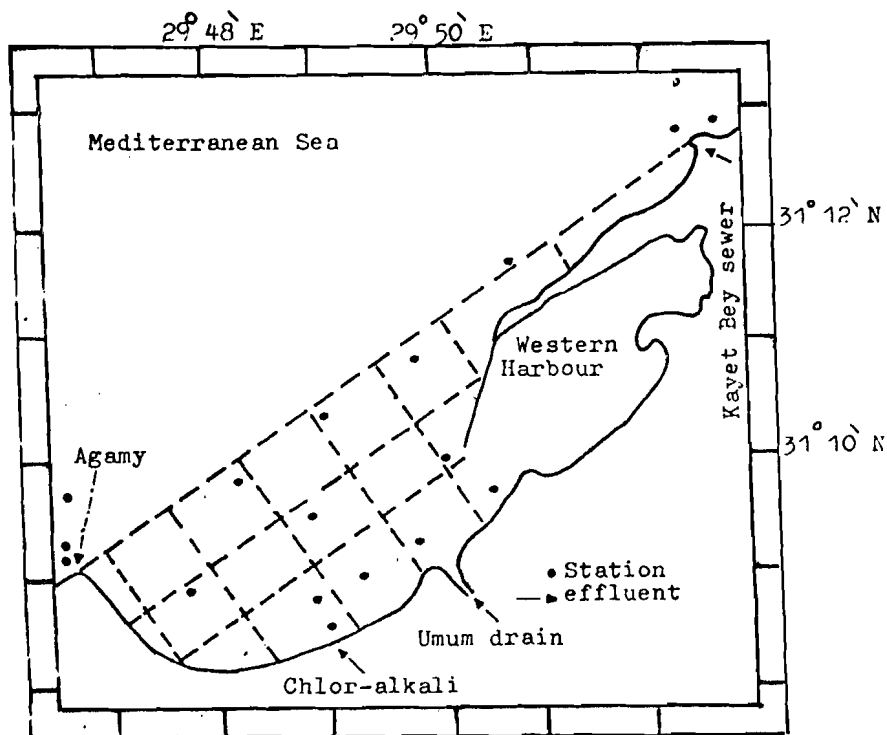 29° 48` E
29° 50` E
Mediterranean Sea
31° 12` N
Kayet Bey sewer
Western
Harbour
31° 10` N
Agamy
Station
effluent
Umum drain
Chlor-alkali